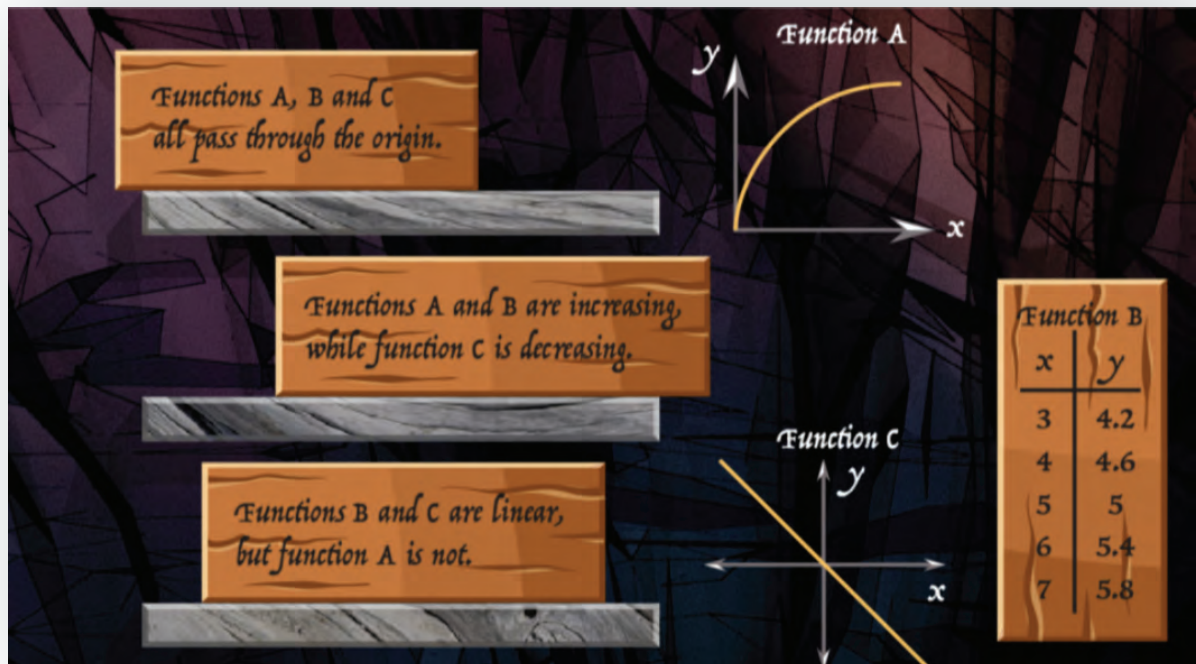 Functions A, B and C
all pass through the origin.
Functions A and B are increasing,
while function C is decreasing.
Functions B and C are linear,
but function A is not.
Function A
y
x
Function C
y
x
Function B
x y
3 4.2
4 4.6
5 5
6 5.4
7 5.8